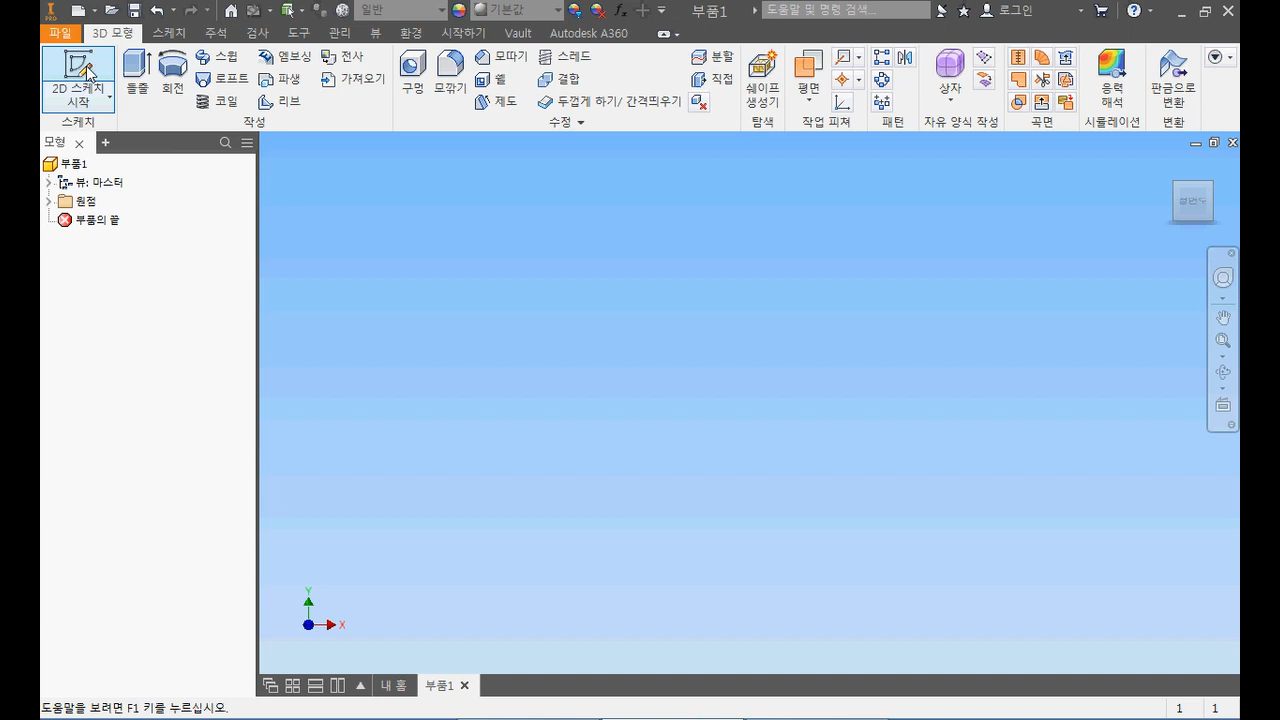 PRO 일반 기본값 부품1 도움말 및 명령 검색... 로그인
파일 3D 모형 스케치 주석 검사 도구 관리 뷰 환경 시작하기 Vault Autodesk A360
2D 스케치 시작 돌출 회전 스윕 엠보싱 전사 구멍 모깎기 모따기 스레드 분할 쉐이프 생성기 평면 상자 응력 해석 판금으로 변환
로프트 파생 가져오기 쉘 결합 직접
코일 리브 제도 두껍게 하기/ 간격띄우기
스케치 작성 수정 탐색 작업 피쳐 패턴 자유 양식 작성 곡면 시뮬레이션 변환
모형
부품1
뷰: 마스터
원점
부품의 끝
Y
X
내 홈 부품1
도움말을 보려면 F1 키를 누르십시오. 1 1